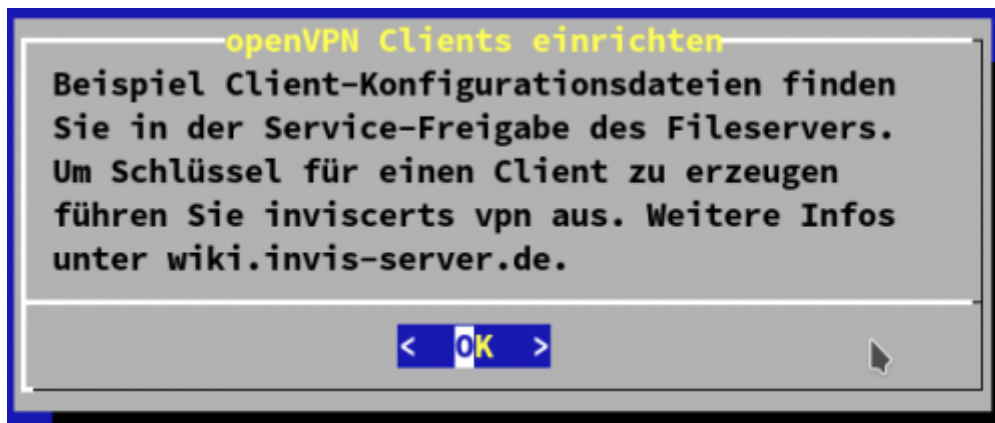 openVPN Clients einrichten
Beispiel Client-Konfigurationsdateien finden
Sie in der Service-Freigabe des Fileservers.
Um Schlüssel für einen Client zu erzeugen
führen Sie inviscerts vpn aus. Weitere Infos
unter wiki.invis-server.de.
<  OK  >